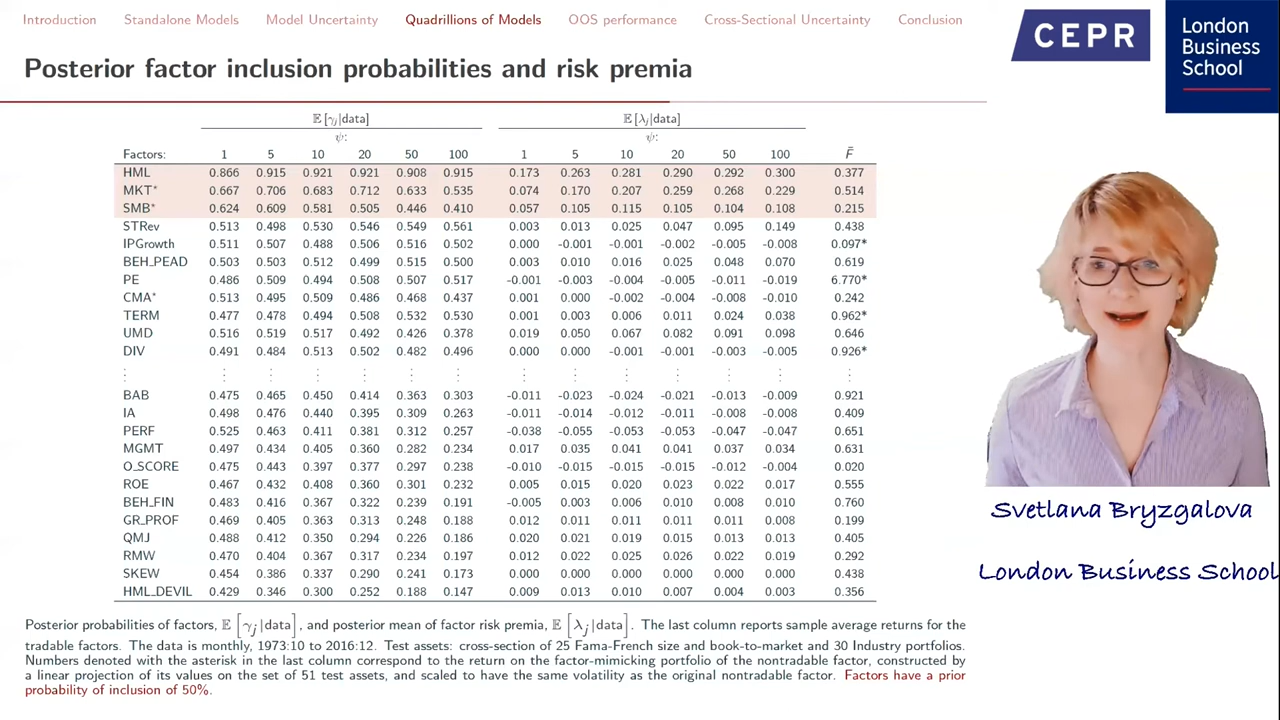 Introduction Standalone Models Model Uncertainty Quadrillions of Models OOS performance Cross-Sectional Uncertainty Conclusion
CEPR
London
Business
School
Posterior factor inclusion probabilities and risk premia
𝔼[γj|data] 𝔼[λj|data]
ψ: ψ:
Factors: 1 5 10 20 50 100 1 5 10 20 50 100 F̄
HML 0.866 0.915 0.921 0.921 0.908 0.915 0.173 0.263 0.281 0.290 0.292 0.300 0.377
MKT* 0.667 0.706 0.683 0.712 0.633 0.535 0.074 0.170 0.207 0.259 0.268 0.229 0.514
SMB* 0.624 0.609 0.581 0.505 0.446 0.410 0.057 0.105 0.115 0.105 0.104 0.108 0.215
STRev 0.513 0.498 0.530 0.546 0.549 0.561 0.003 0.013 0.025 0.047 0.095 0.149 0.438
IPGrowth 0.511 0.507 0.488 0.506 0.516 0.502 0.000 -0.001 -0.001 -0.002 -0.005 -0.008 0.097*
BEH_PEAD 0.503 0.503 0.512 0.499 0.515 0.500 0.003 0.010 0.016 0.025 0.048 0.070 0.619
PE 0.486 0.509 0.494 0.508 0.507 0.517 -0.001 -0.003 -0.004 -0.005 -0.011 -0.019 6.770*
CMA* 0.513 0.495 0.509 0.486 0.468 0.437 0.001 0.000 -0.002 -0.004 -0.008 -0.010 0.242
TERM 0.477 0.478 0.494 0.508 0.532 0.530 0.001 0.003 0.006 0.011 0.024 0.038 0.962*
UMD 0.516 0.519 0.517 0.492 0.426 0.378 0.019 0.050 0.067 0.082 0.091 0.098 0.646
DIV 0.491 0.484 0.513 0.502 0.482 0.496 0.000 0.000 -0.001 -0.001 -0.003 -0.005 0.926*
⋮ ⋮ ⋮ ⋮ ⋮ ⋮ ⋮ ⋮ ⋮ ⋮ ⋮ ⋮ ⋮ ⋮
BAB 0.475 0.465 0.450 0.414 0.363 0.303 -0.011 -0.023 -0.024 -0.021 -0.013 -0.009 0.921
IA 0.498 0.476 0.440 0.395 0.309 0.263 -0.011 -0.014 -0.012 -0.011 -0.008 -0.008 0.409
PERF 0.525 0.463 0.411 0.381 0.312 0.257 -0.038 -0.055 -0.053 -0.053 -0.047 -0.047 0.651
MGMT 0.497 0.434 0.405 0.360 0.282 0.234 0.017 0.035 0.041 0.041 0.037 0.034 0.631
O_SCORE 0.475 0.443 0.397 0.377 0.297 0.238 -0.010 -0.015 -0.015 -0.015 -0.012 -0.004 0.020
ROE 0.467 0.432 0.408 0.360 0.301 0.232 0.005 0.015 0.020 0.023 0.022 0.017 0.555
BEH_FIN 0.483 0.416 0.367 0.322 0.239 0.191 -0.005 0.003 0.006 0.010 0.008 0.010 0.760
GR_PROF 0.469 0.405 0.363 0.313 0.248 0.188 0.012 0.011 0.011 0.011 0.011 0.008 0.199
QMJ 0.488 0.412 0.350 0.294 0.226 0.186 0.020 0.021 0.019 0.015 0.013 0.013 0.405
RMW 0.470 0.404 0.367 0.317 0.234 0.197 0.012 0.022 0.025 0.026 0.022 0.019 0.292
SKEW 0.454 0.386 0.337 0.290 0.241 0.173 0.000 0.000 0.000 0.000 0.000 0.000 0.438
HML_DEVIL 0.429 0.346 0.300 0.252 0.188 0.147 0.009 0.013 0.010 0.007 0.004 0.003 0.356
Posterior probabilities of factors, 𝔼[γj|data], and posterior mean of factor risk premia, 𝔼[λj|data]. The last column reports sample average returns for the
tradable factors. The data is monthly, 1973:10 to 2016:12. Test assets: cross-section of 25 Fama-French size and book-to-market and 30 Industry portfolios.
Numbers denoted with the asterisk in the last column correspond to the return on the factor-mimicking portfolio of the nontradable factor, constructed by
a linear projection of its values on the set of 51 test assets, and scaled to have the same volatility as the original nontradable factor. Factors have a prior
probability of inclusion of 50%.
Svetlana Bryzgalova
London Business School